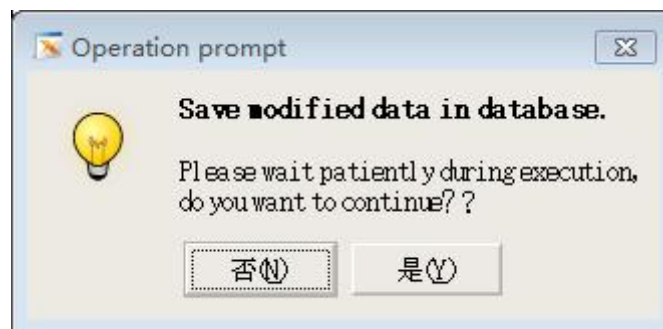 Operation prompt
Save modified data in database.
Please wait patiently during execution,
do you want to continue??
否(N) 是(Y)